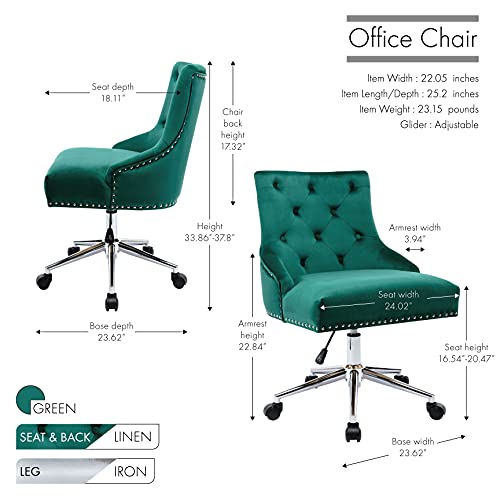 Office Chair
Item Width : 22.05 inches
Item Length/Depth : 25.2 inches
Item Weight : 23.15 pounds
Glider : Adjustable
Seat depth
18.11"
Chair
back
height
17.32"
Height
33.86"-37.8"
Base depth
23.62"
Armrest width
3.94"
Seat width
24.02"
Armrest
height
22.84"
Seat height
16.54"-20.47"
Base width
23.62"
GREEN
SEAT & BACK LINEN
LEG IRON